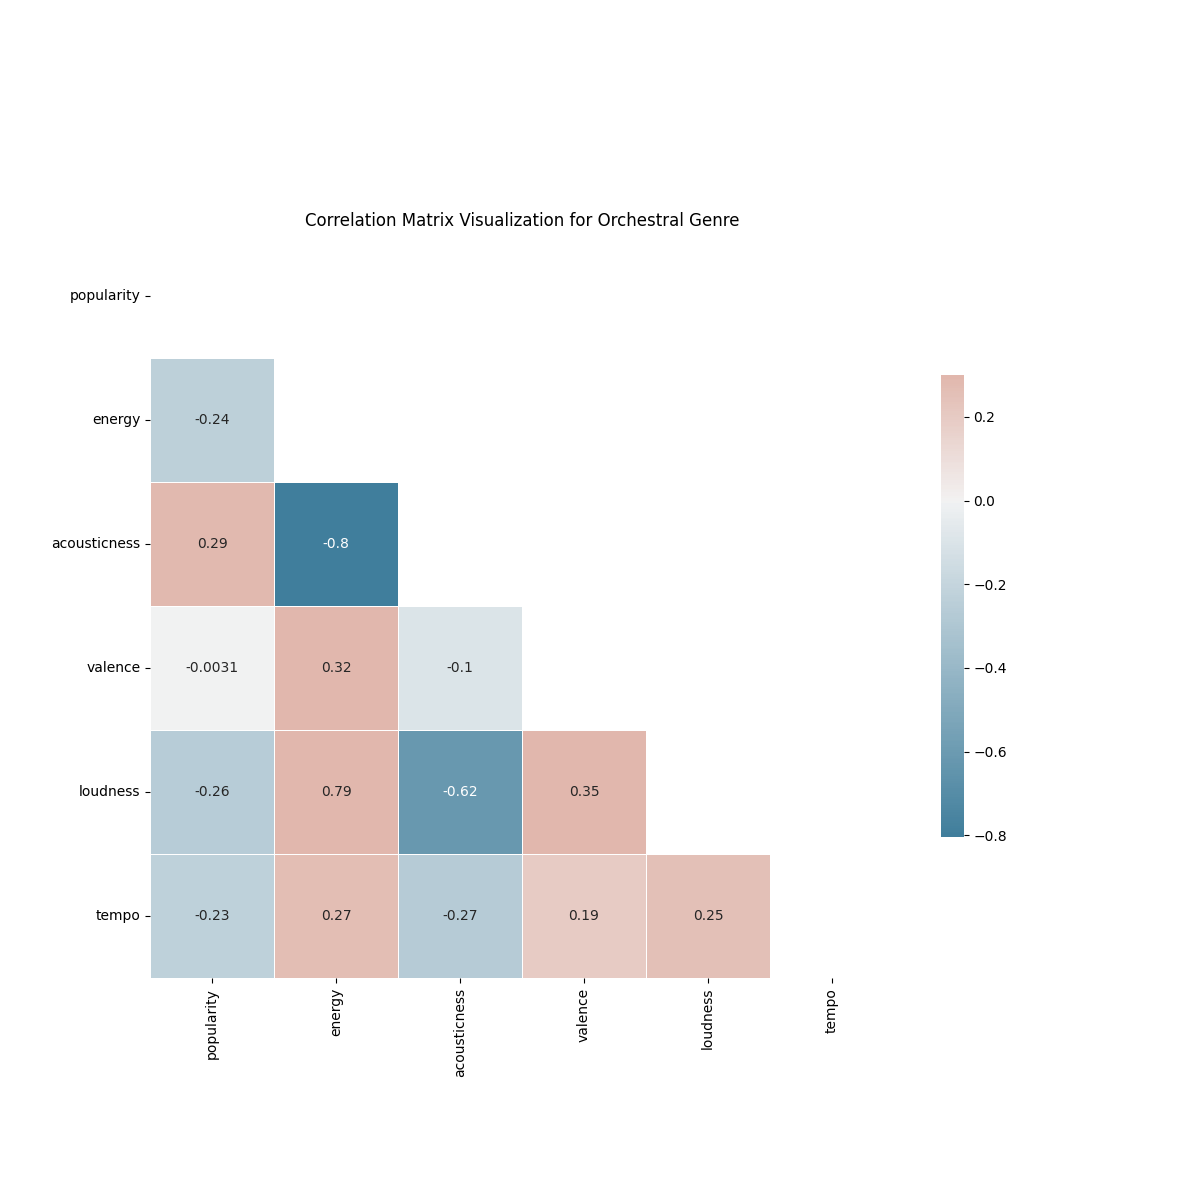 Correlation Matrix Visualization for Orchestral Genre
popularity
energy
-0.24
acousticness
0.29
-0.8
valence
-0.0031
0.32
-0.1
loudness
-0.26
0.79
-0.62
0.35
tempo
-0.23
0.27
-0.27
0.19
0.25
popularity
energy
acousticness
valence
loudness
tempo
0.2
0.0
−0.2
−0.4
−0.6
−0.8